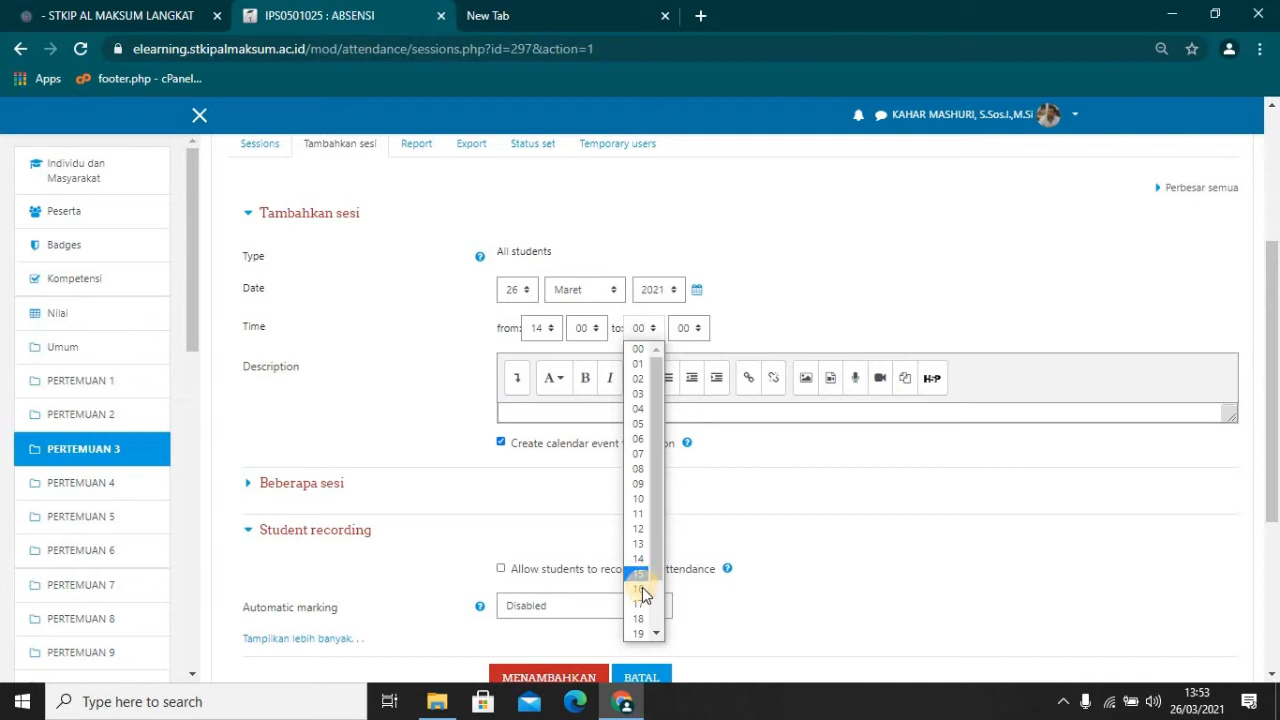 - STKIP AL MAKSUM LANGKAT
IPS0501025 : ABSENSI
New Tab
elearning.stkipalmaksum.ac.id/mod/attendance/sessions.php?id=297&action=1
Apps
footer.php - cPanel...
KAHAR MASHURI, S.Sos.I.,M.Si
Sessions
Tambahkan sesi
Report
Export
Status set
Temporary users
Individu dan
Masyarakat
Peserta
Badges
Kompetensi
Nilai
Umum
PERTEMUAN 1
PERTEMUAN 2
PERTEMUAN 3
PERTEMUAN 4
PERTEMUAN 5
PERTEMUAN 6
PERTEMUAN 7
PERTEMUAN 8
PERTEMUAN 9
Perbesar semua
Tambahkan sesi
Type
All students
Date
26 Maret 2021
Time
from: 14 00 to: 00 00
00
01
02
03
04
05
06
07
08
09
10
11
12
13
14
15
16
17
18
19
Description
A B I
H-P
Create calendar event
Beberapa sesi
Student recording
Allow students to
Automatic marking
Disabled
Tampilkan lebih banyak. . .
MENAMBAHKAN
BATAL
Type here to search
13:53
26/03/2021